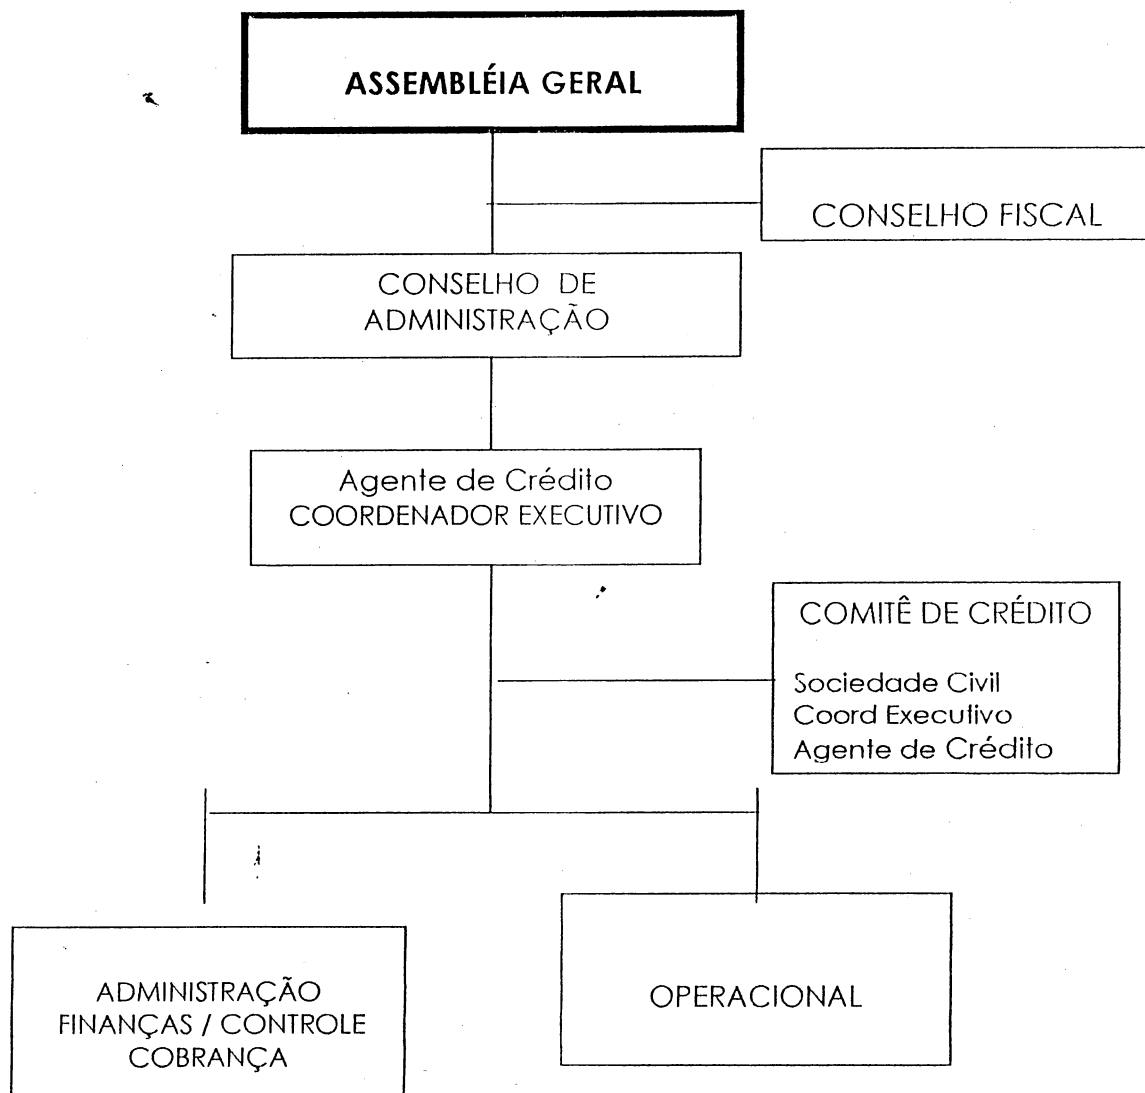 ASSEMBLÉIA GERAL
CONSELHO FISCAL
CONSELHO DE
ADMINISTRAÇÃO
Agente de Crédito
COORDENADOR EXECUTIVO
COMITÊ DE CRÉDITO
Sociedade Civil
Coord Executivo
Agente de Crédito
ADMINISTRAÇÃO
FINANÇAS / CONTROLE
COBRANÇA
OPERACIONAL